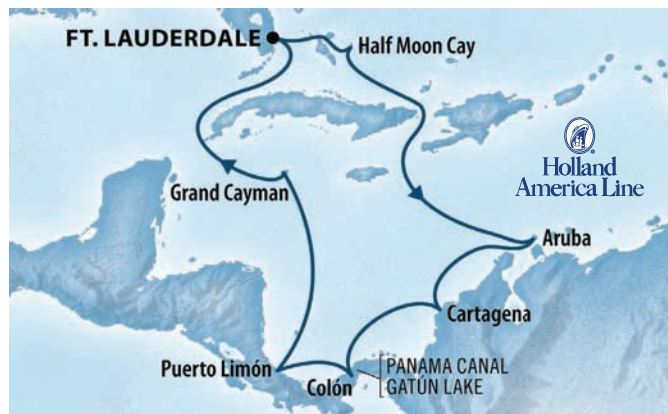 FT. LAUDERDALE
Half Moon Cay
Holland
America Line
Grand Cayman
Aruba
Cartagena
Puerto Limón
Colón
PANAMA CANAL
GATÚN LAKE